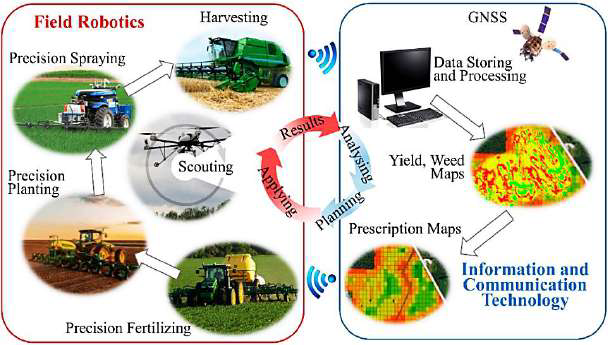 Field Robotics
Harvesting
Precision Spraying
Scouting
Precision
Planting
Precision Fertilizing
Results
Analysing
Planning
Applying
GNSS
Data Storing
and Processing
Yield, Weed
Maps
Prescription Maps
Information and
Communication
Technology